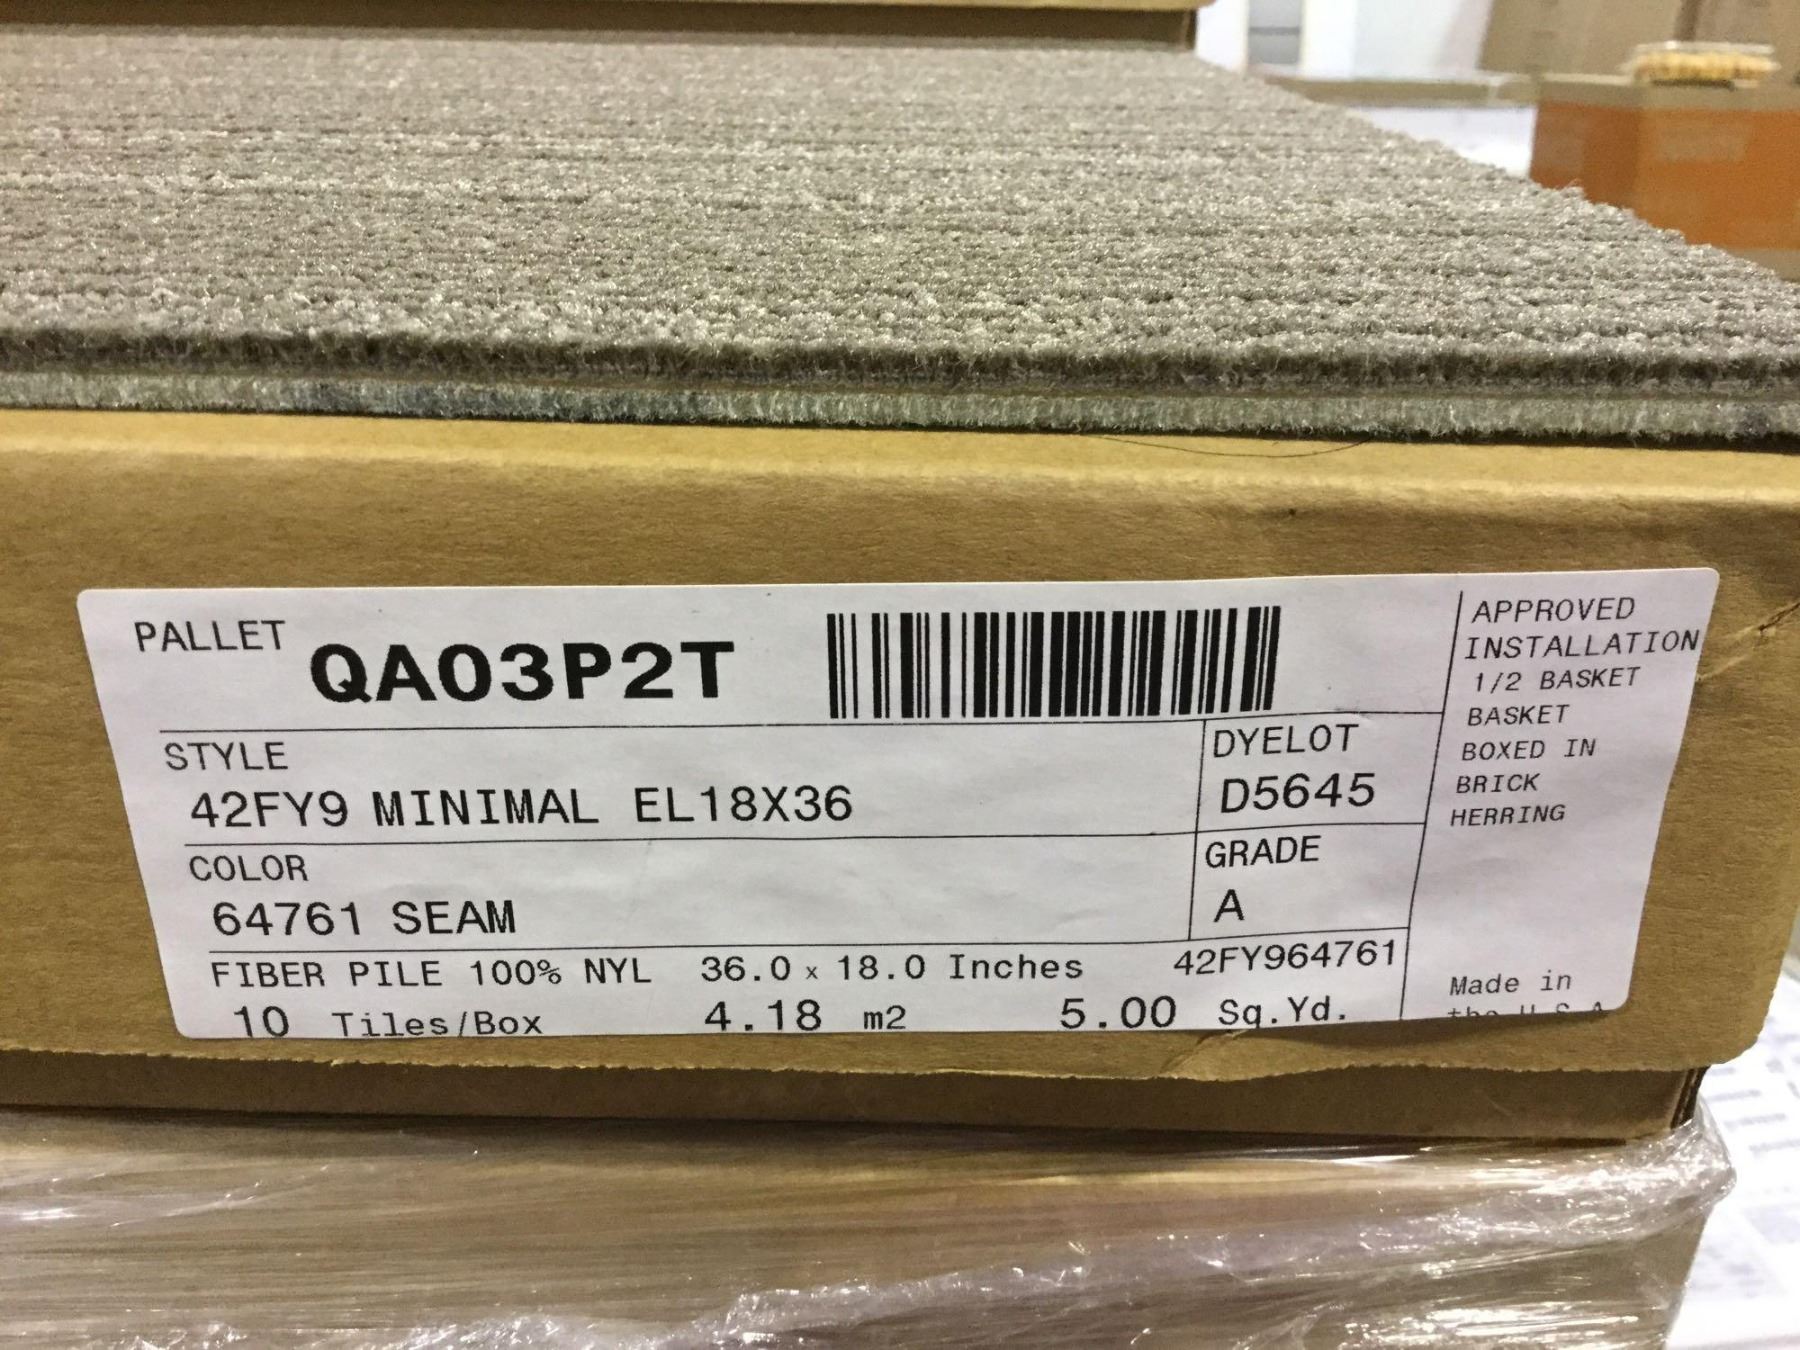 PALLET QA03P2T
STYLE
42FY9 MINIMAL EL18X36
DYELOT
D5645
COLOR
64761 SEAM
GRADE
A
FIBER PILE 100% NYL 36.0 x 18.0 Inches 42FY964761
10 Tiles/Box 4.18 m2 5.00 Sq.Yd.
APPROVED
INSTALLATION
1/2 BASKET
BASKET
BOXED IN
BRICK
HERRING
Made in
the U.S.A